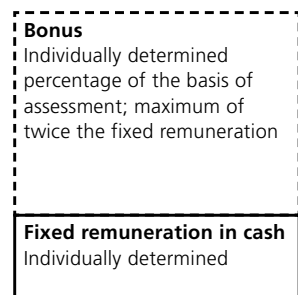 Bonus
Individually determined
percentage of the basis of
assessment; maximum of
twice the fixed remuneration
Fixed remuneration in cash
Individually determined